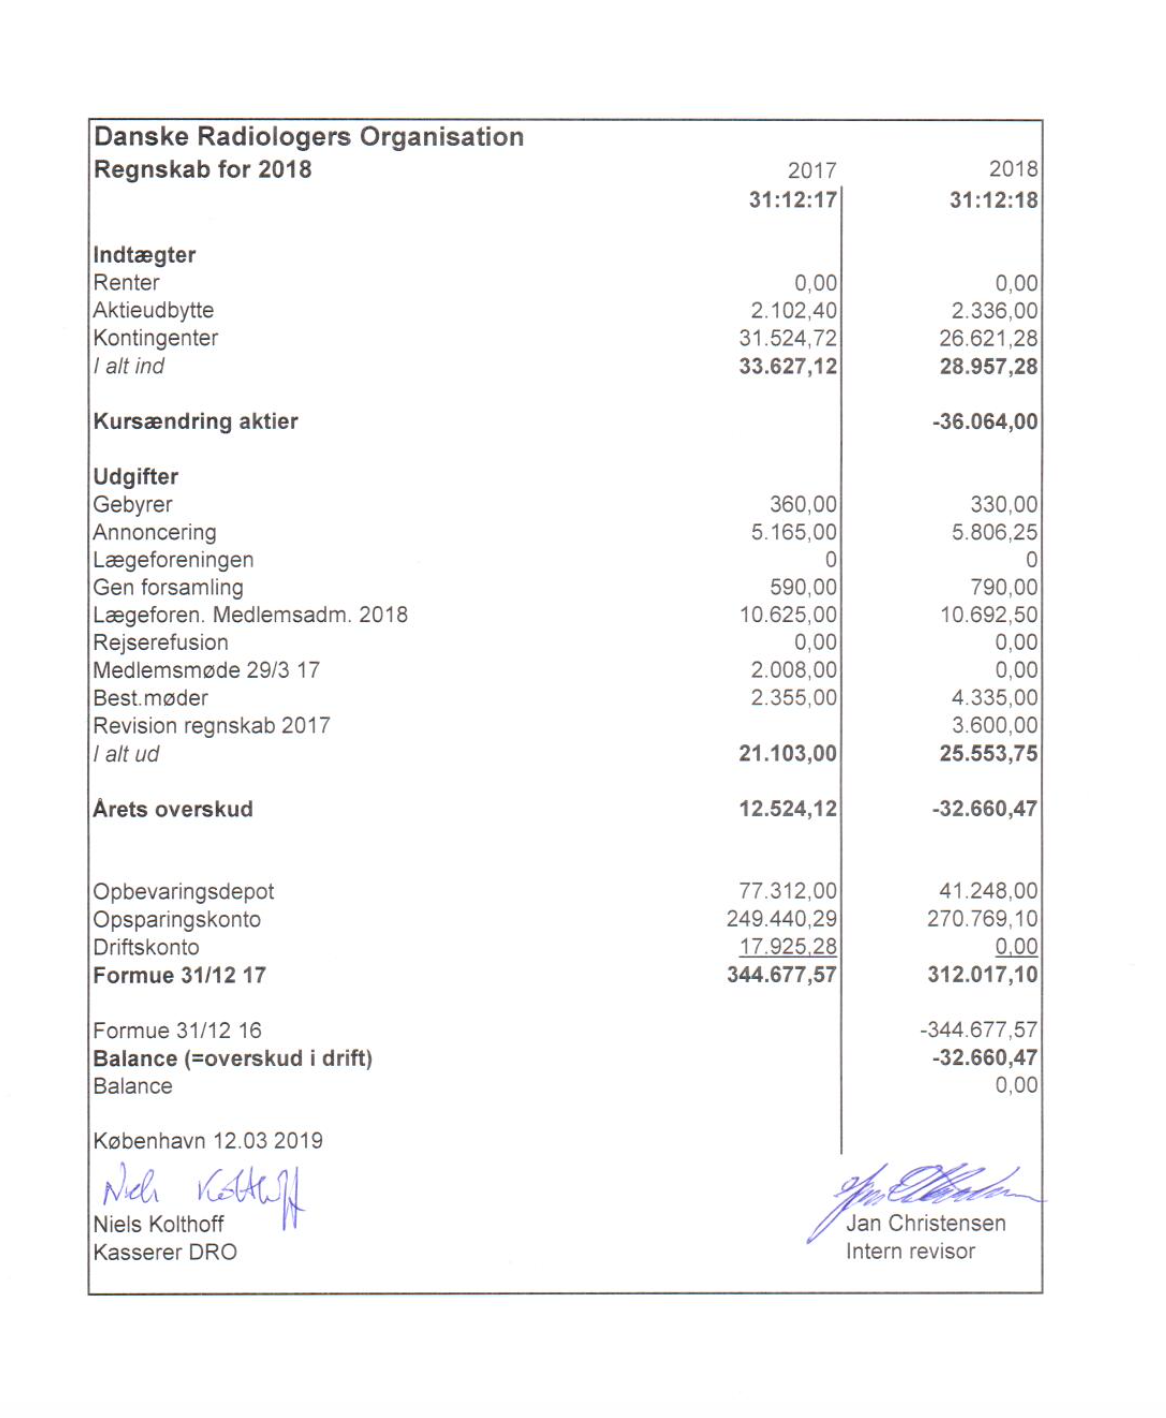 Danske Radiologers Organisation
Regnskab for 2018 2017 2018
31:12:17 31:12:18
Indtægter
Renter 0,00 0,00
Aktieudbytte 2.102,40 2.336,00
Kontingenter 31.524,72 26.621,28
I alt ind 33.627,12 28.957,28
Kursændring aktier -36.064,00
Udgifter
Gebyrer 360,00 330,00
Annoncering 5.165,00 5.806,25
Lægeforeningen 0 0
Gen forsamling 590,00 790,00
Lægeforen. Medlemsadm. 2018 10.625,00 10.692,50
Rejserefusion 0,00 0,00
Medlemsmøde 29/3 17 2.008,00 0,00
Best.møder 2.355,00 4.335,00
Revision regnskab 2017 3.600,00
I alt ud 21.103,00 25.553,75
Årets overskud 12.524,12 -32.660,47
Opbevaringsdepot 77.312,00 41.248,00
Opsparingskonto 249.440,29 270.769,10
Driftskonto 17.925,28 0,00
Formue 31/12 17 344.677,57 312.017,10
Formue 31/12 16 -344.677,57
Balance (=overskud i drift) -32.660,47
Balance 0,00
København 12.03 2019
Niels Kolthoff
Niels Kolthoff Jan Christensen
Kasserer DRO Intern revisor